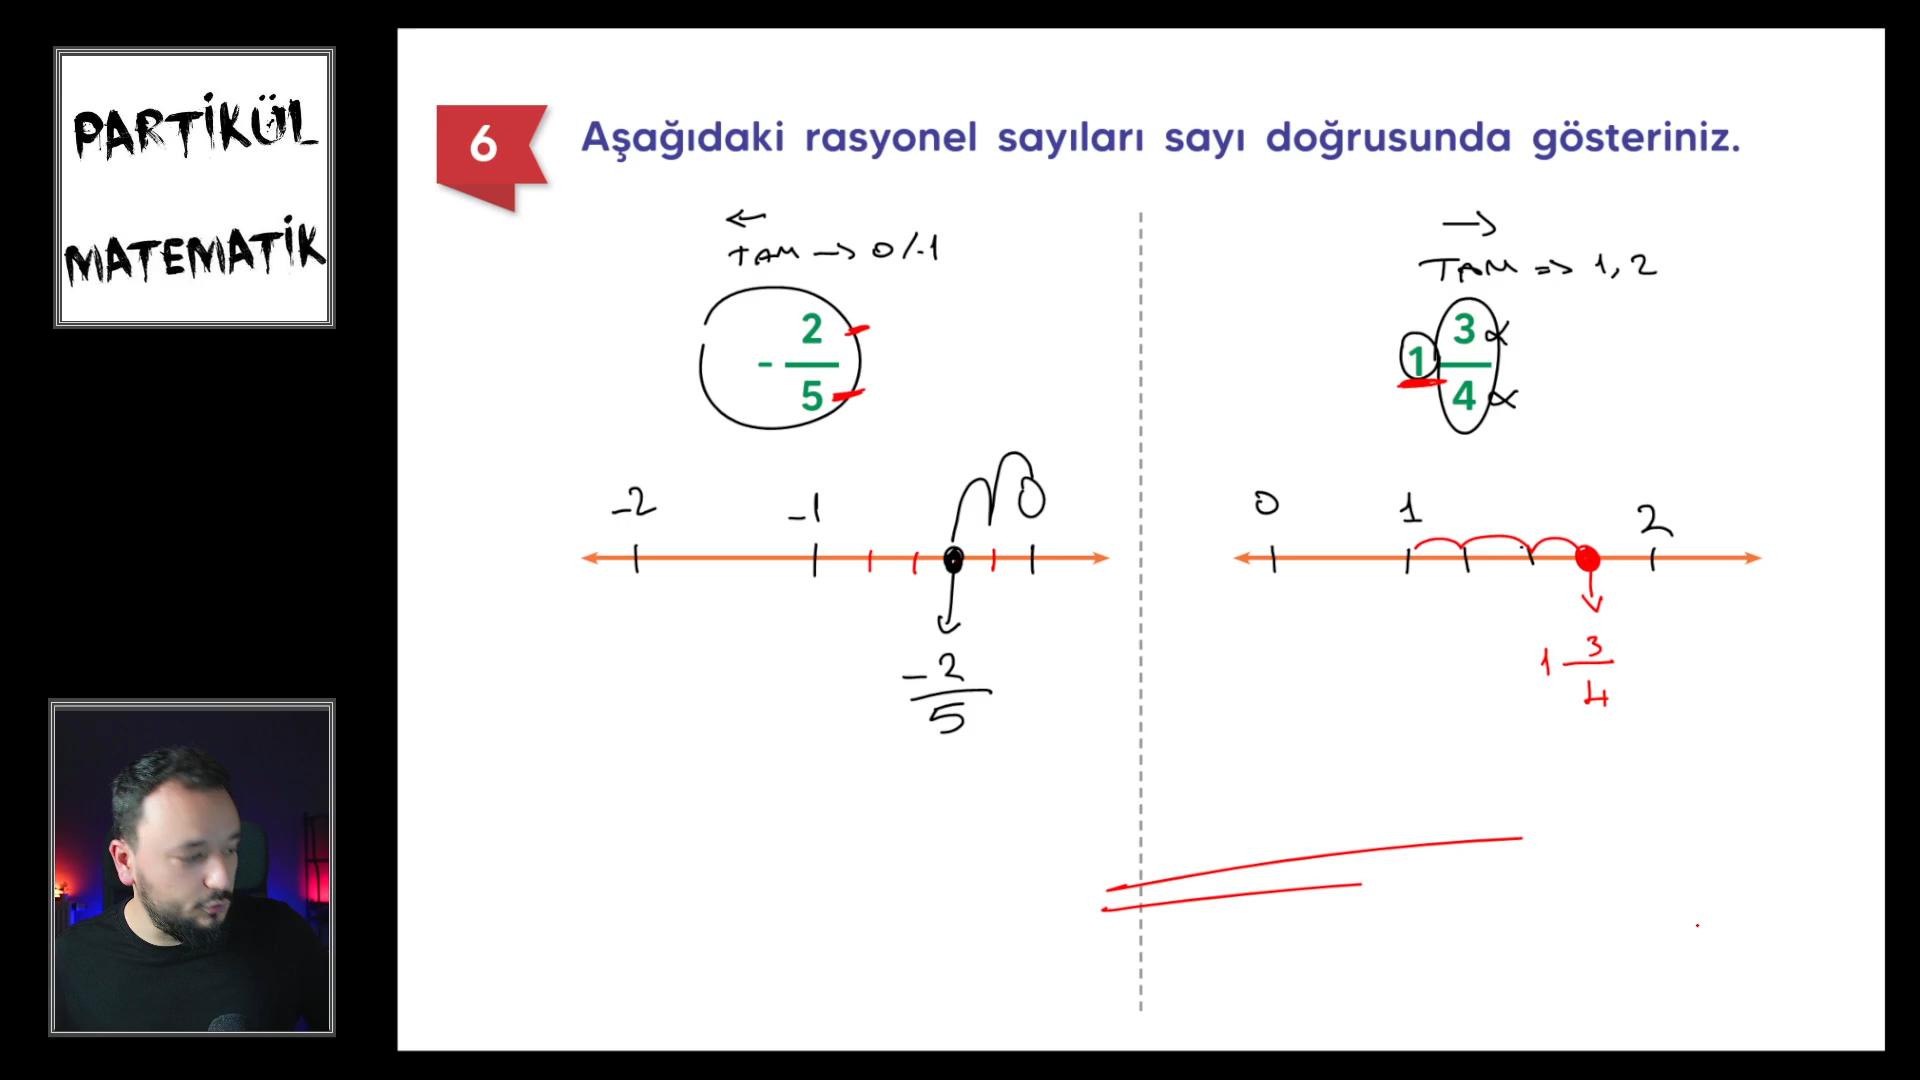 PARTİKÜL
MATEMATİK
6
Aşağıdaki rasyonel sayıları sayı doğrusunda gösteriniz.
←
TAM → 0/-1
- 2/5
-2 -1 0
-2/5
→
TAM => 1, 2
1 3/4
0 1 2
1 3/4